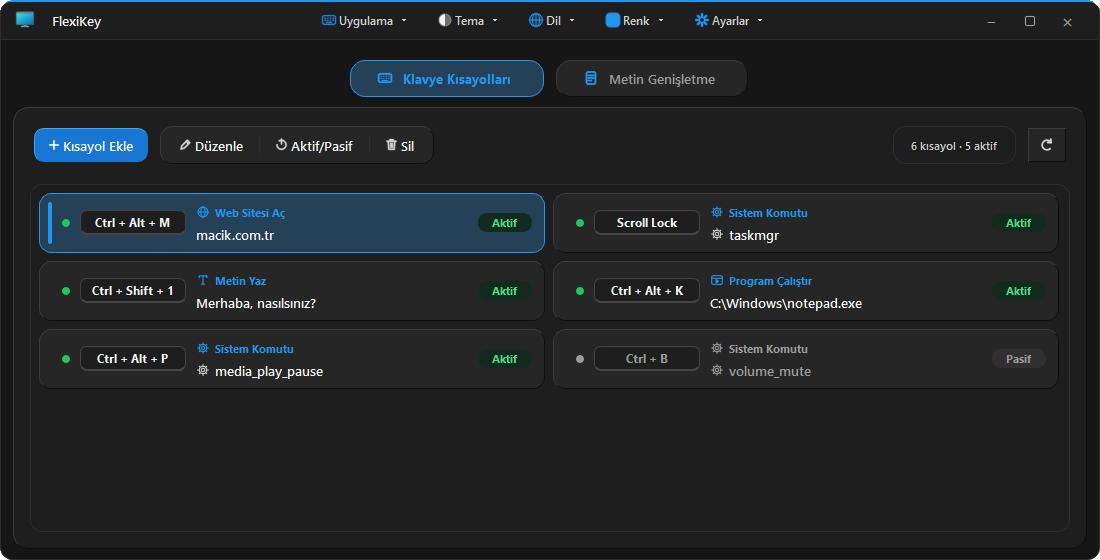 FlexiKey Uygulama Tema Dil Renk Ayarlar
Klavye Kısayolları Metin Genişletme
+ Kısayol Ekle Düzenle Aktif/Pasif Sil 6 kısayol · 5 aktif
Ctrl + Alt + M
Web Sitesi Aç
macik.com.tr
Aktif
Scroll Lock
Sistem Komutu
taskmgr
Aktif
Ctrl + Shift + 1
Metin Yaz
Merhaba, nasılsınız?
Aktif
Ctrl + Alt + K
Program Çalıştır
C:\Windows\notepad.exe
Aktif
Ctrl + Alt + P
Sistem Komutu
media_play_pause
Aktif
Ctrl + B
Sistem Komutu
volume_mute
Pasif